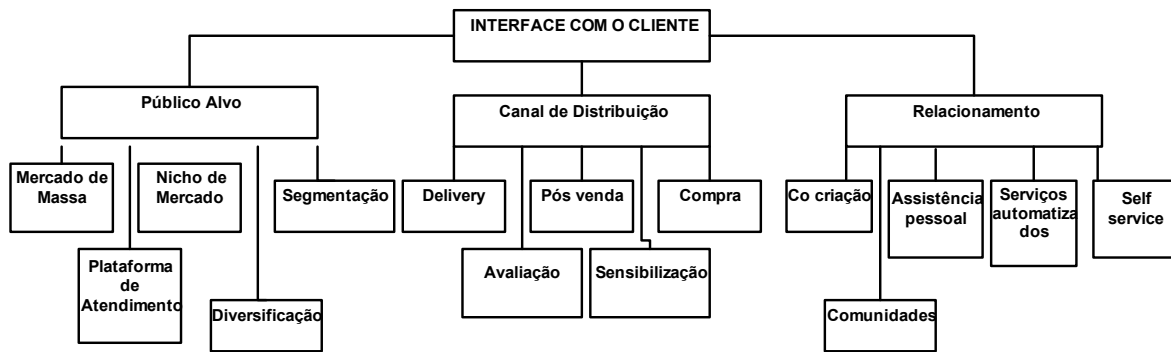 INTERFACE COM O CLIENTE
Público Alvo
Canal de Distribuição
Relacionamento
Mercado de
Massa
Nicho de
Mercado
Segmentação
Delivery
Pós venda
Compra
Co criação
Assistência
pessoal
Serviços
automatiza
dos
Self
service
Plataforma
de
Atendimento
Diversificação
Avaliação
Sensibilização
Comunidades